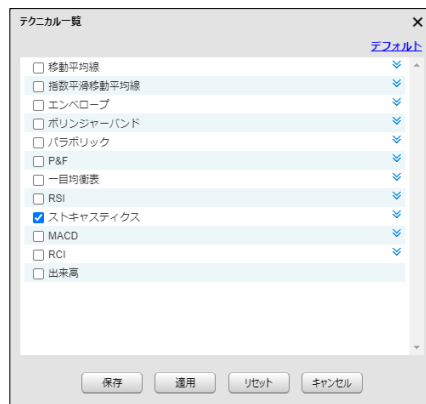 テクニカル一覧
デフォルト
移動平均線
指数平滑移動平均線
エンベロープ
ボリンジャーバンド
パラボリック
P&F
一目均衡表
RSI
ストキャスティクス
MACD
RCI
出来高
保存 適用 リセット キャンセル